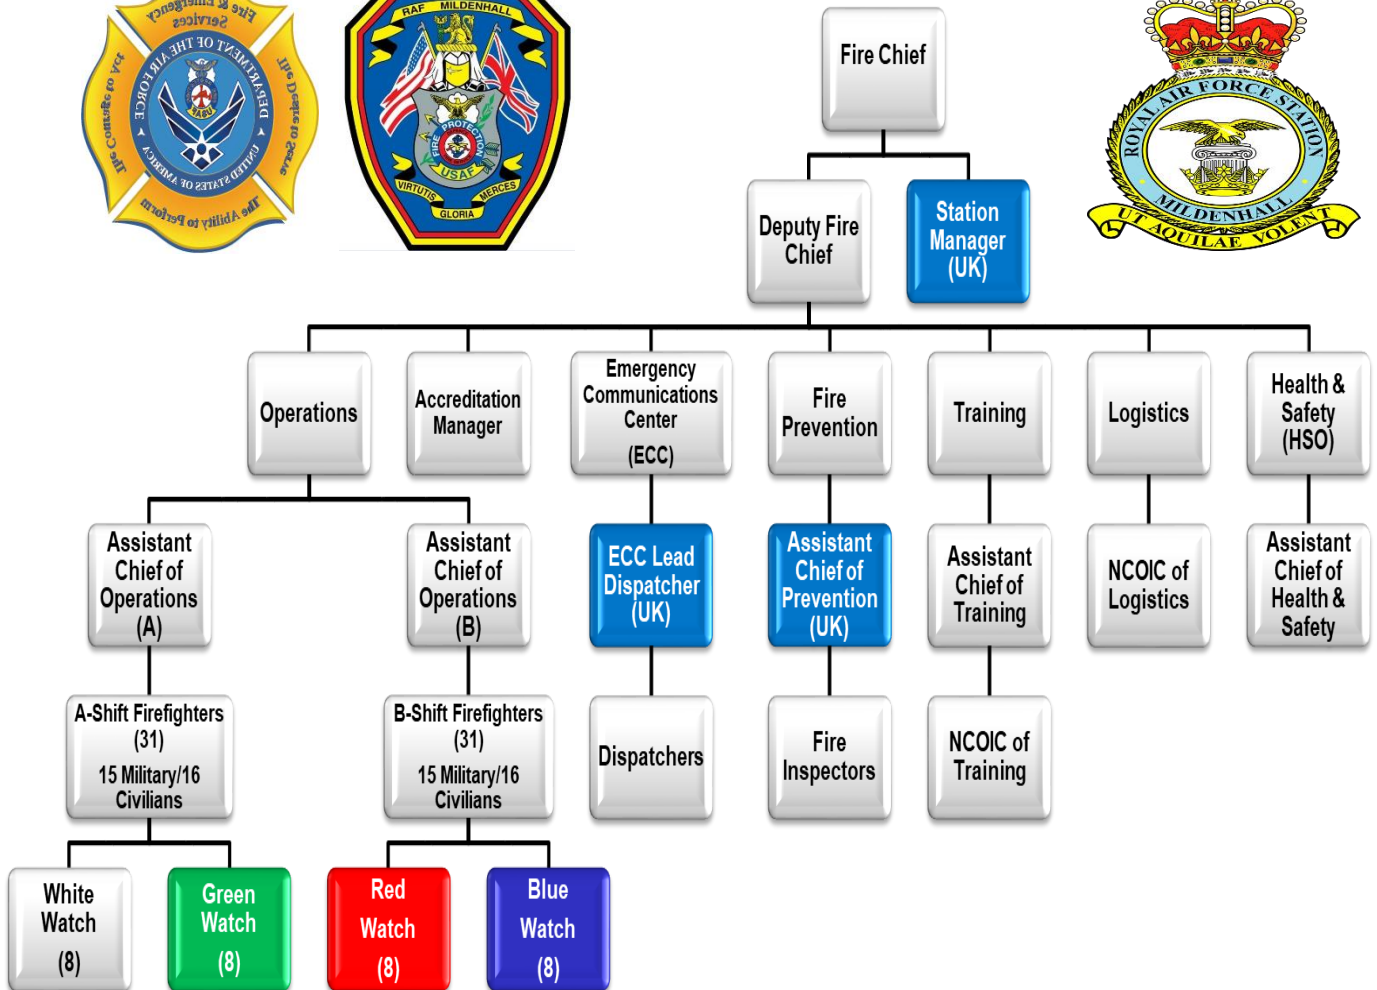 Fire & Emergency
Services
The Courage to Act
The Desire to Serve
The Ability to Perform
DEPARTMENT OF THE AIR FORCE
UNITED STATES OF AMERICA
USAF
RAF MILDENHALL
FIRE PROTECTION
USAF
VIRTUTIS
GLORIA
MERCES
ROYAL AIR FORCE STATION
MILDENHALL
UT AQUILAE VOLENT
Fire Chief
Deputy Fire
Chief
Station
Manager
(UK)
Operations
Accreditation
Manager
Emergency
Communications
Center
(ECC)
Fire
Prevention
Training
Logistics
Health &
Safety
(HSO)
Assistant
Chief of
Operations
(A)
Assistant
Chief of
Operations
(B)
ECC Lead
Dispatcher
(UK)
Assistant
Chief of
Prevention
(UK)
Assistant
Chief of
Training
NCOIC of
Logistics
Assistant
Chief of
Health &
Safety
A-Shift Firefighters
(31)
15 Military/16
Civilians
B-Shift Firefighters
(31)
15 Military/16
Civilians
Dispatchers
Fire
Inspectors
NCOIC of
Training
White
Watch
(8)
Green
Watch
(8)
Red
Watch
(8)
Blue
Watch
(8)